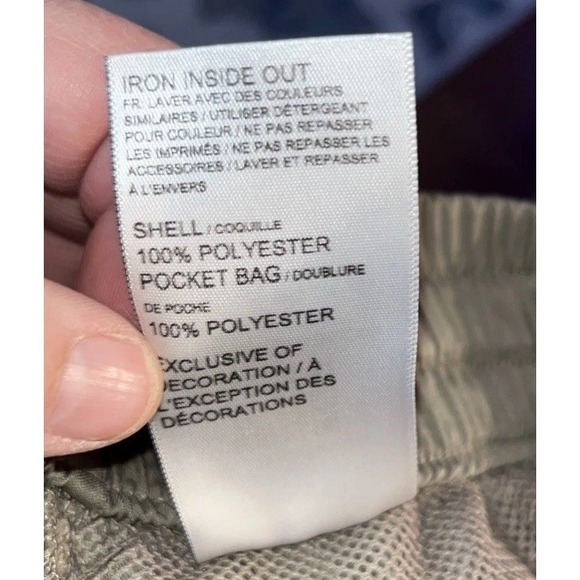 IRON INSIDE OUT
FR: LAVER AVEC DES COULEURS
SIMILAIRES / UTILISER DÉTERGEANT
POUR COULEUR / NE PAS REPASSER
LES IMPRIMÉS / NE PAS REPASSER LES
ACCESSOIRES / LAVER ET REPASSER
À L'ENVERS
SHELL / COQUILLE
100% POLYESTER
POCKET BAG / DOUBLURE
DE POCHE
100% POLYESTER
EXCLUSIVE OF
DECORATION / À
L'EXCEPTION DES
DÉCORATIONS